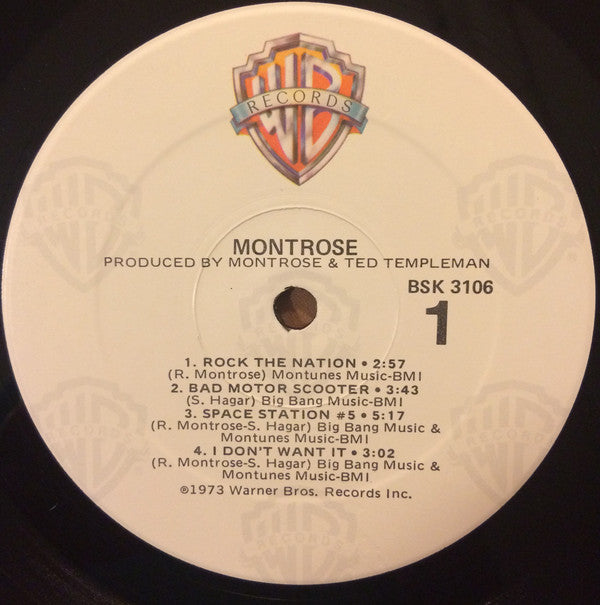 WB
RECORDS
MONTROSE
PRODUCED BY MONTROSE & TED TEMPLEMAN
BSK 3106
1
1. ROCK THE NATION • 2:57
(R. Montrose) Montunes Music-BMI
2. BAD MOTOR SCOOTER • 3:43
(S. Hagar) Big Bang Music-BMI
3. SPACE STATION #5 • 5:17
(R. Montrose-S. Hagar) Big Bang Music &
Montunes Music-BMI
4. I DON'T WANT IT • 3:02
(R. Montrose-S. Hagar) Big Bang Music &
Montunes Music-BMI
℗1973 Warner Bros. Records Inc.